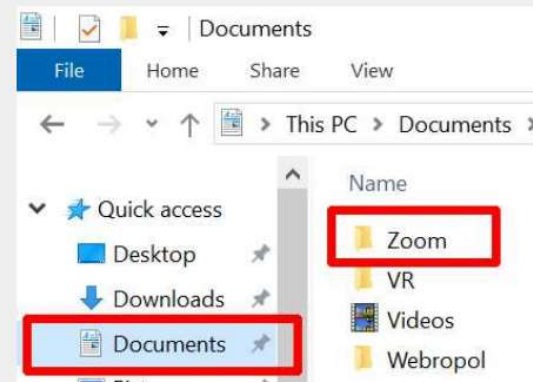 Documents
File Home Share View
This PC > Documents >
Name
Quick access
Desktop
Downloads
Documents
Zoom
VR
Videos
Webropol